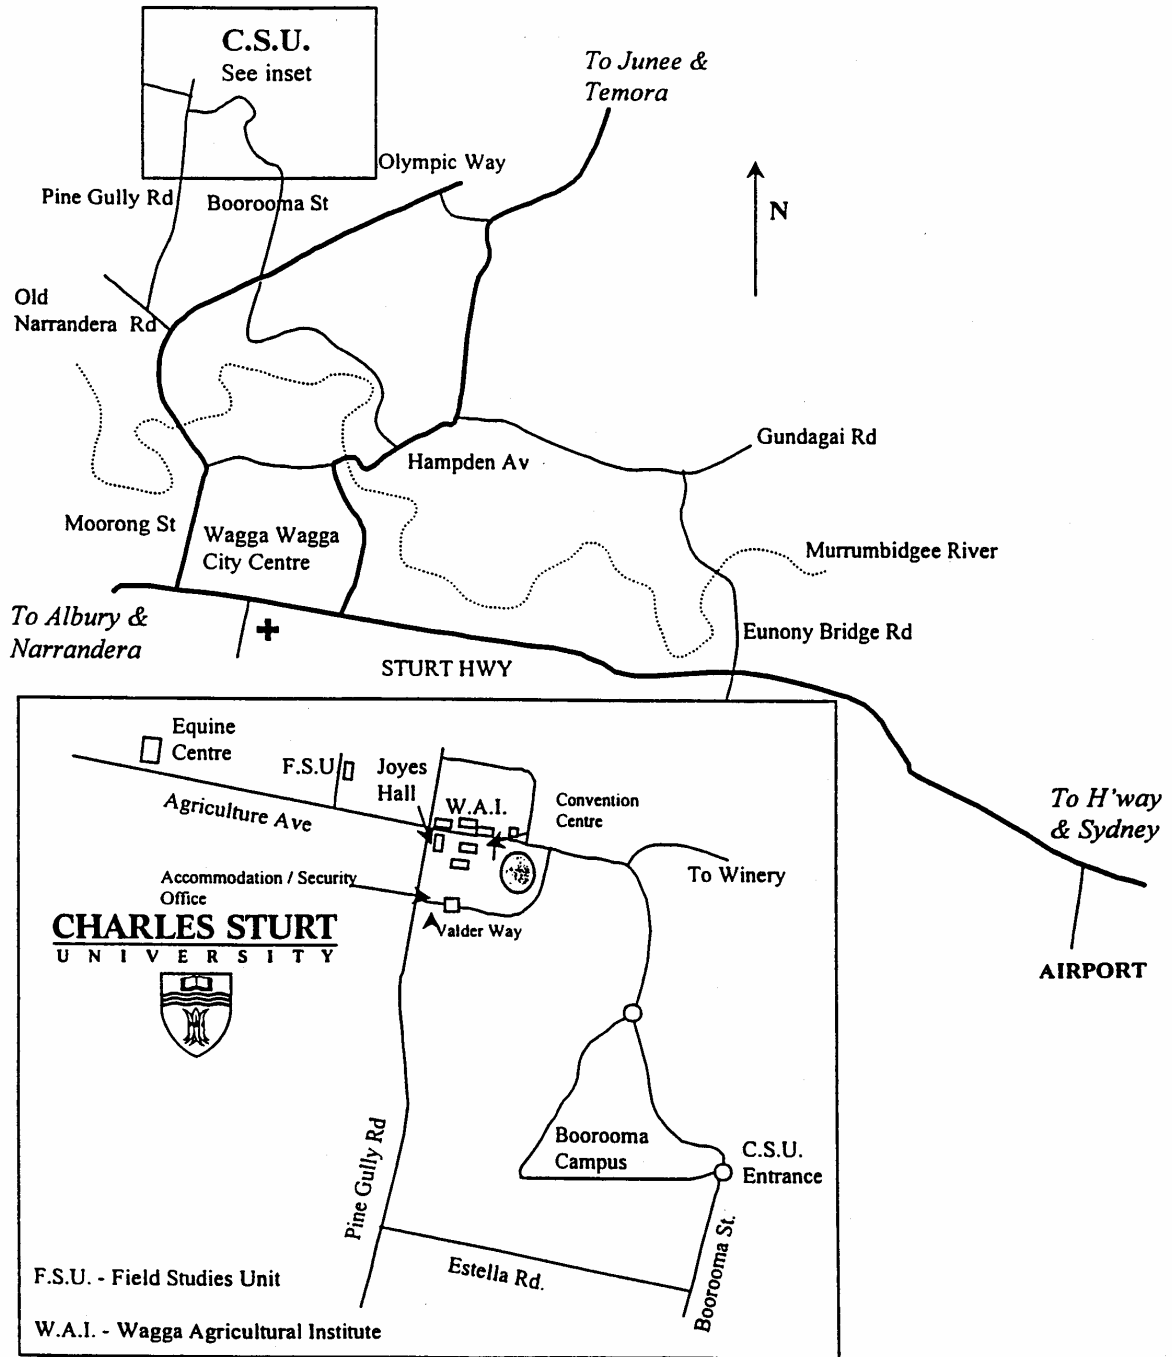 C.S.U.
See inset
To Junee &
Temora
Olympic Way
Pine Gully Rd
Boorooma St
N
Old
Narrandera Rd
Gundagai Rd
Hampden Av
Moorong St
Wagga Wagga
City Centre
Murrumbidgee River
To Albury &
Narrandera
Eunony Bridge Rd
STURT HWY
Equine
Centre
F.S.U
Joyes
Hall
W.A.I.
Convention
Centre
Agriculture Ave
To H'way
& Sydney
To Winery
Accommodation / Security
Office
Valder Way
CHARLES STURT
UNIVERSITY
AIRPORT
Boorooma
Campus
C.S.U.
Entrance
Pine Gully Rd
Estella Rd.
Boorooma St.
F.S.U. - Field Studies Unit
W.A.I. - Wagga Agricultural Institute